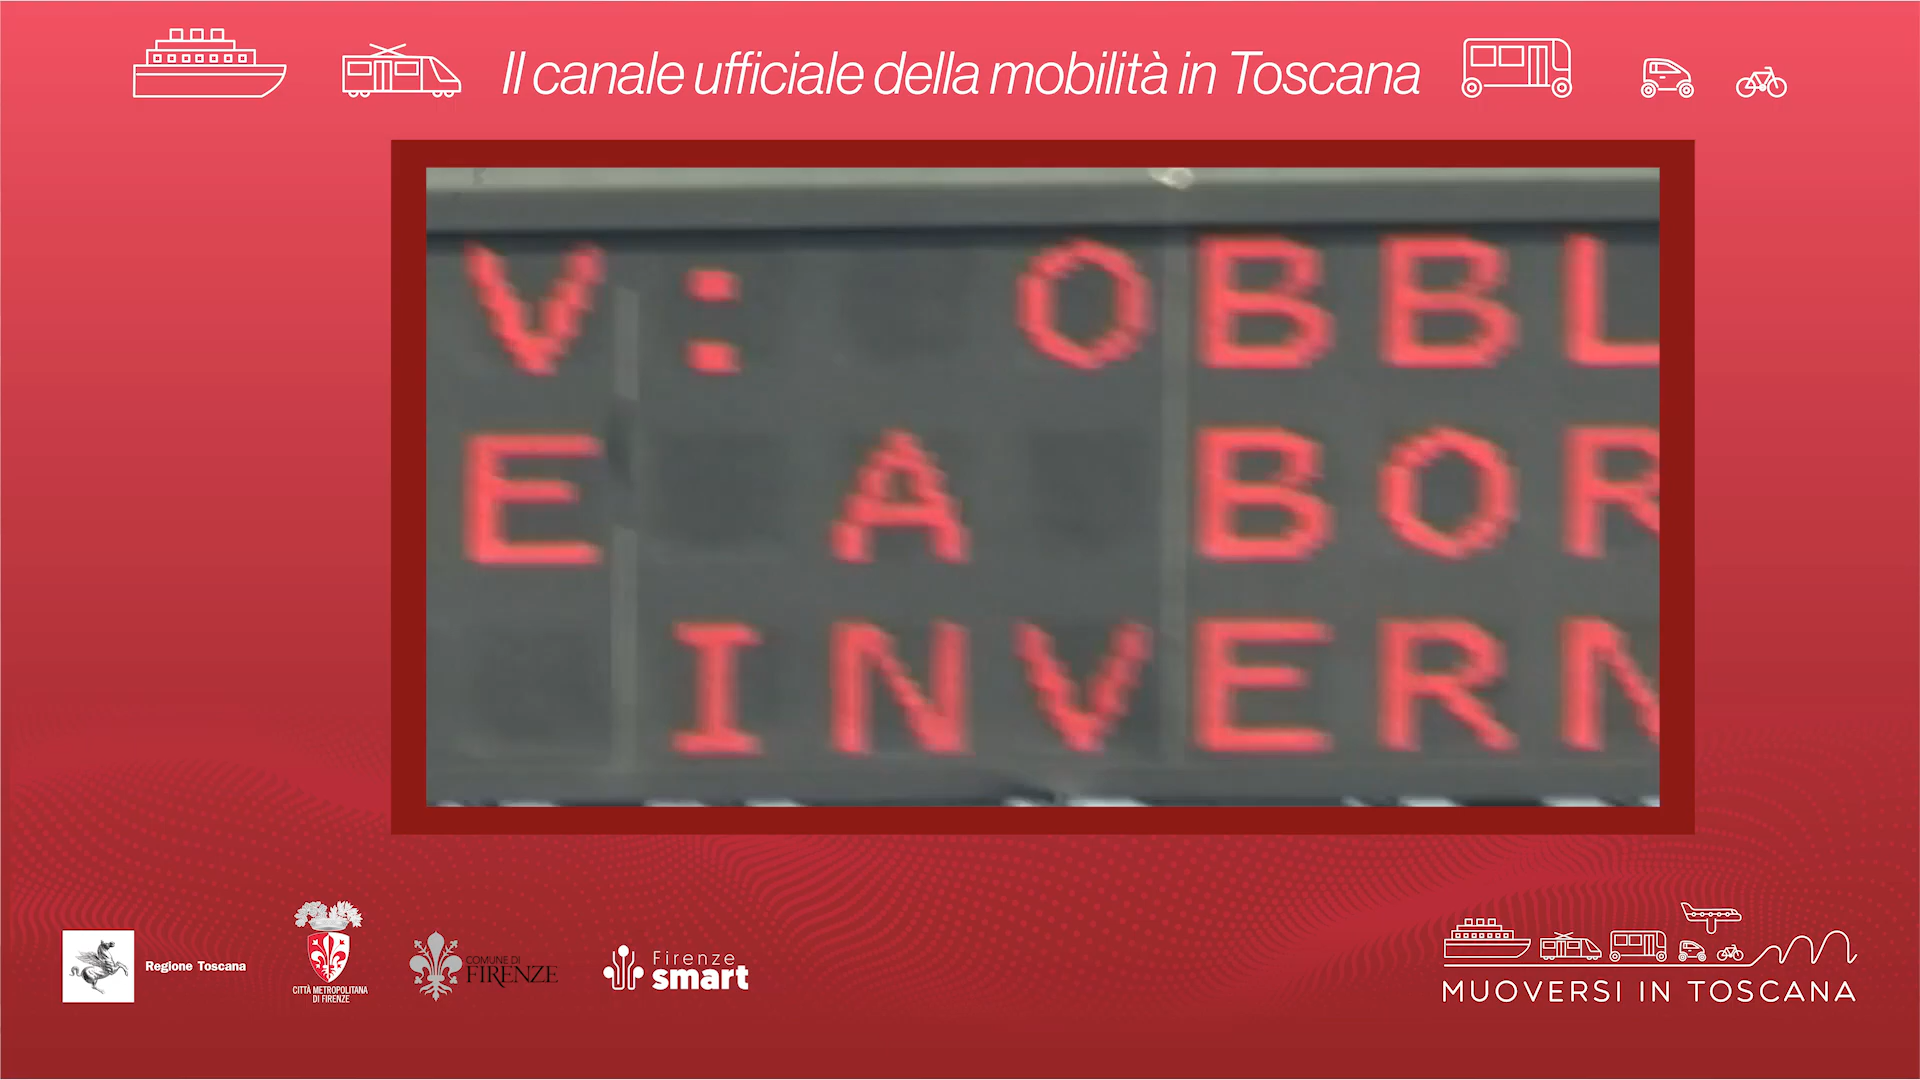 Il canale ufficiale della mobilità in Toscana
V: OBBL
E A BOR
INVERN
Regione Toscana
CITTÀ METROPOLITANA
DI FIRENZE
COMUNE DI
FIRENZE
Firenze
smart
MUOVERSI IN TOSCANA